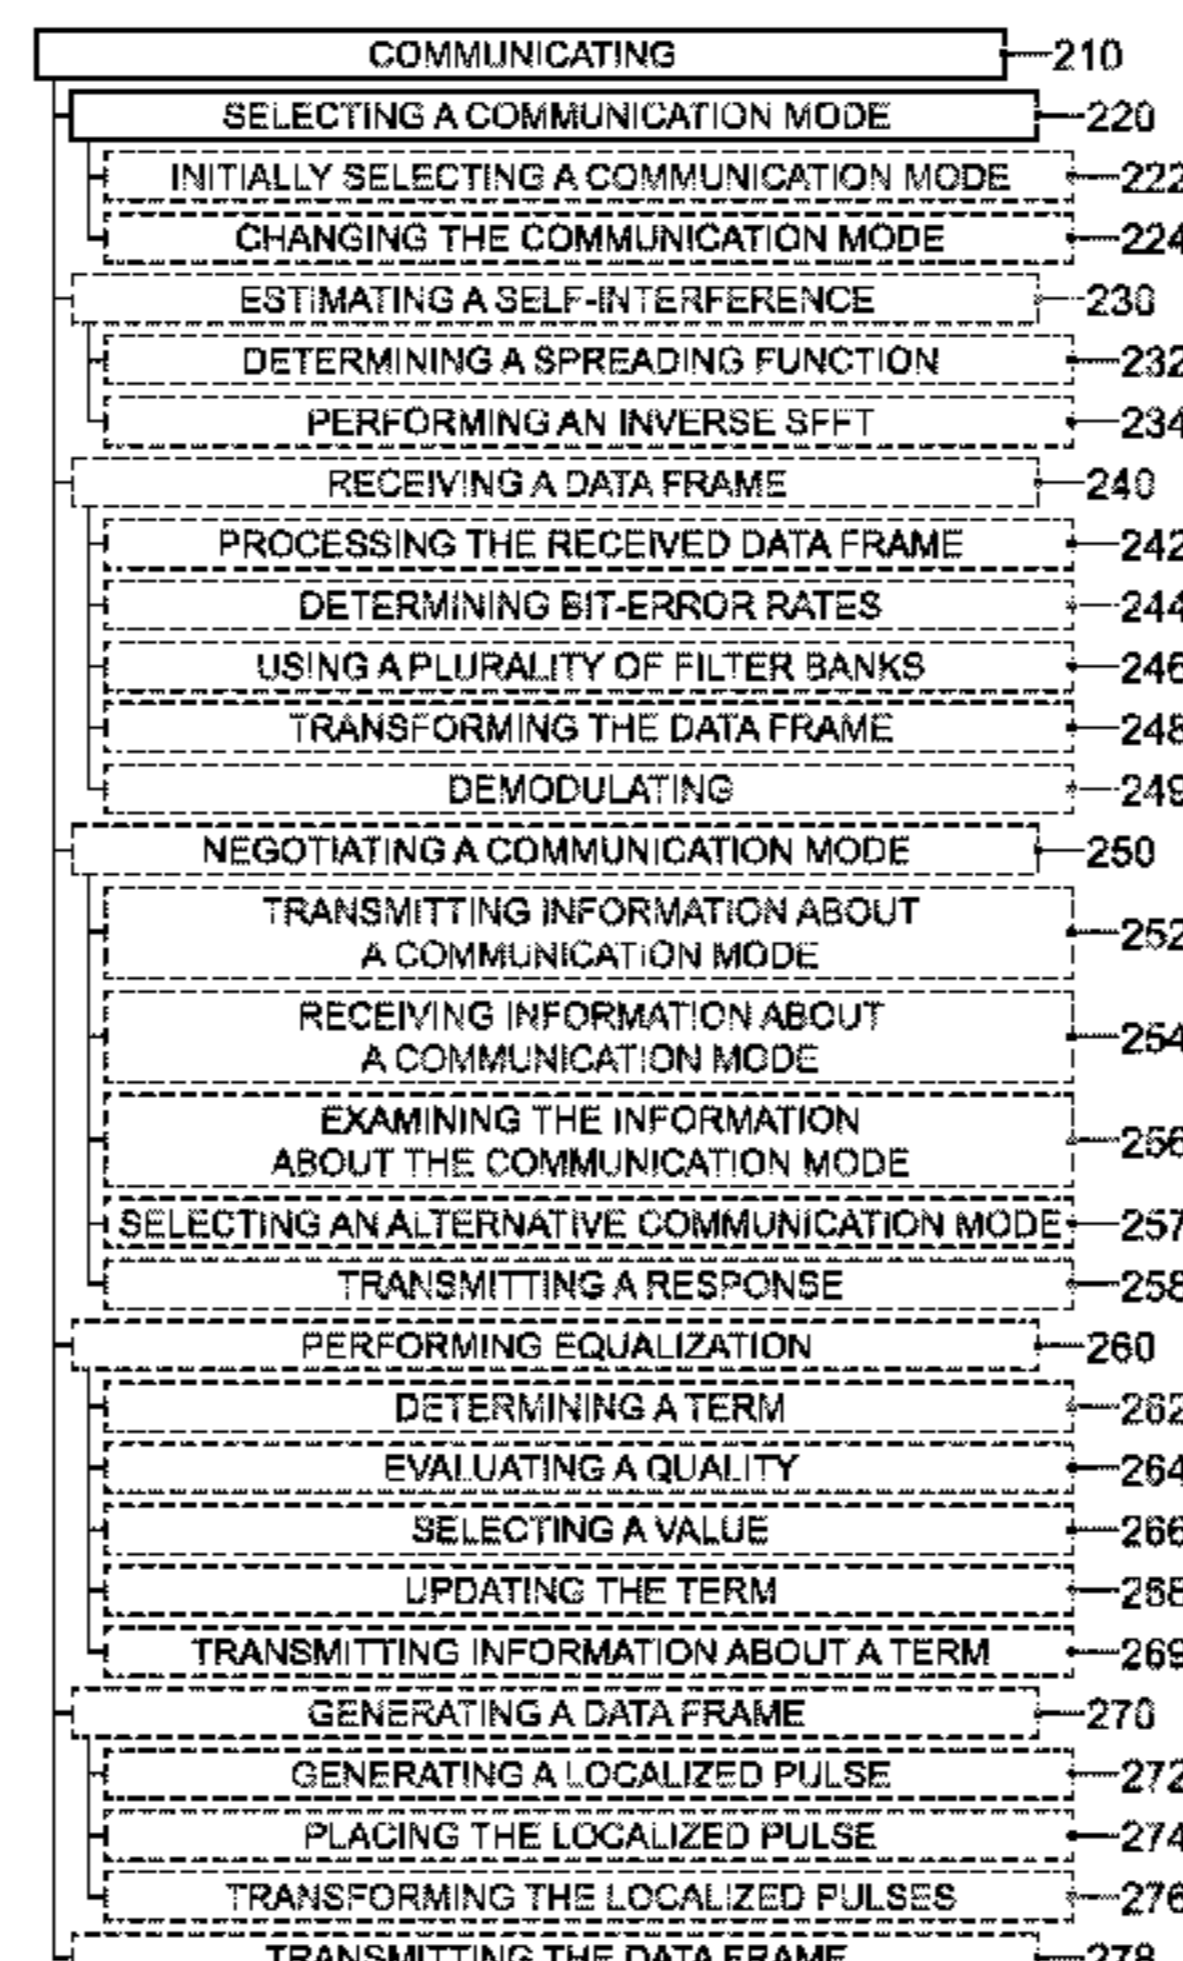 COMMUNICATING 210
SELECTING A COMMUNICATION MODE 220
INITIALLY SELECTING A COMMUNICATION MODE 222
CHANGING THE COMMUNICATION MODE 224
ESTIMATING A SELF-INTERFERENCE 230
DETERMINING A SPREADING FUNCTION 232
PERFORMING AN INVERSE SFFT 234
RECEIVING A DATA FRAME 240
PROCESSING THE RECEIVED DATA FRAME 242
DETERMINING BIT-ERROR RATES 244
USING A PLURALITY OF FILTER BANKS 246
TRANSFORMING THE DATA FRAME 248
DEMODULATING 249
NEGOTIATING A COMMUNICATION MODE 250
TRANSMITTING INFORMATION ABOUT
A COMMUNICATION MODE 252
RECEIVING INFORMATION ABOUT
A COMMUNICATION MODE 254
EXAMINING THE INFORMATION
ABOUT THE COMMUNICATION MODE 256
SELECTING AN ALTERNATIVE COMMUNICATION MODE 257
TRANSMITTING A RESPONSE 258
PERFORMING EQUALIZATION 260
DETERMINING A TERM 262
EVALUATING A QUALITY 264
SELECTING A VALUE 266
UPDATING THE TERM 268
TRANSMITTING INFORMATION ABOUT A TERM 269
GENERATING A DATA FRAME 270
GENERATING A LOCALIZED PULSE 272
PLACING THE LOCALIZED PULSE 274
TRANSFORMING THE LOCALIZED PULSES 276
TRANSMITTING THE DATA FRAME 278